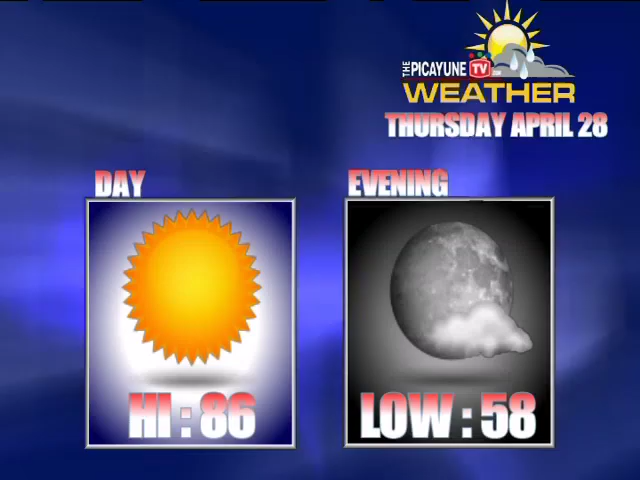 THE PICAYUNE TV .COM
WEATHER
THURSDAY APRIL 28
DAY
EVENING
HI : 86
LOW : 58